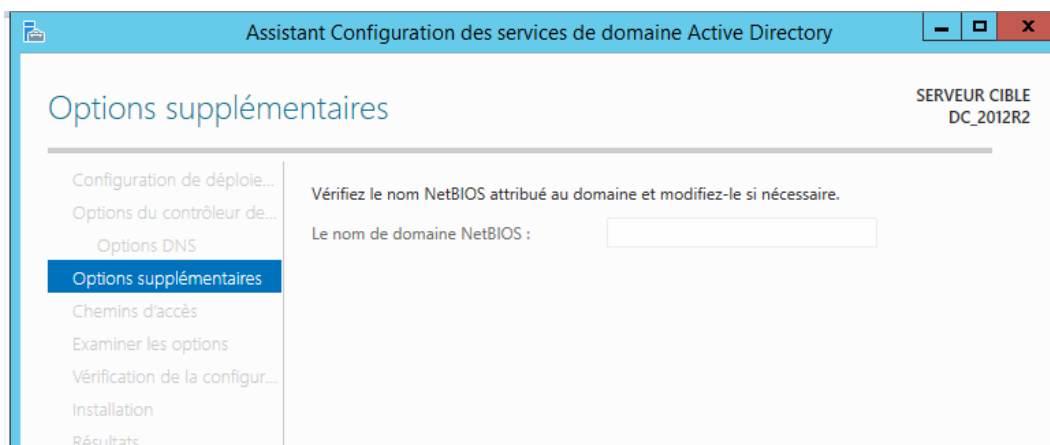 Assistant Configuration des services de domaine Active Directory
Options supplémentaires
SERVEUR CIBLE
DC_2012R2
Configuration de déploie...
Options du contrôleur de...
Options DNS
Options supplémentaires
Chemins d'accès
Examiner les options
Vérification de la configur...
Installation
Résultats
Vérifiez le nom NetBIOS attribué au domaine et modifiez-le si nécessaire.
Le nom de domaine NetBIOS :